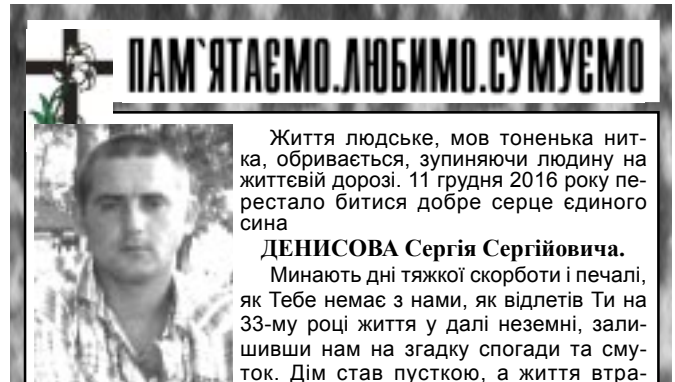 ПАМ`ЯТАЄМО.ЛЮБИМО.СУМУЄМО
Життя людське, мов тоненька нит-
ка, обривається, зупиняючи людину на
життєвій дорозі. 11 грудня 2016 року пе-
рестало битися добре серце єдиного
сина
ДЕНИСОВА Сергія Сергійовича.
Минають дні тяжкої скорботи і печалі,
як Тебе немає з нами, як відлетів Ти на
33-му році життя у далі неземні, зали-
шивши нам на згадку спогади та сму-
ток. Дім став пусткою, а життя втра-